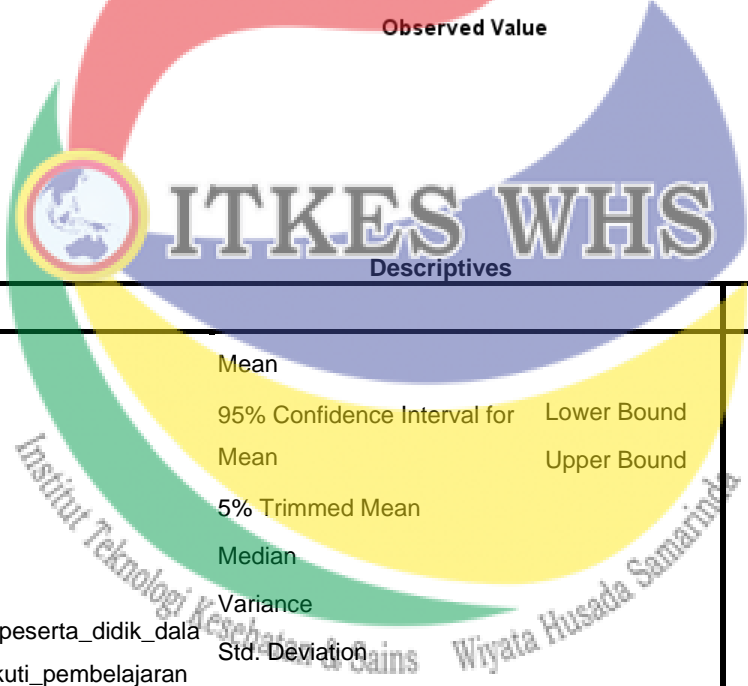 Observed Value
ITKES WHS
Descriptives
Mean
95% Confidence Interval for Mean
Lower Bound
Upper Bound
5% Trimmed Mean
Median
Variance
peserta_didik_dala
kuti_pembelajaran
Std. Deviation
Institut Teknologi Kesehatan & Sains Wiyata Husada Samarinda